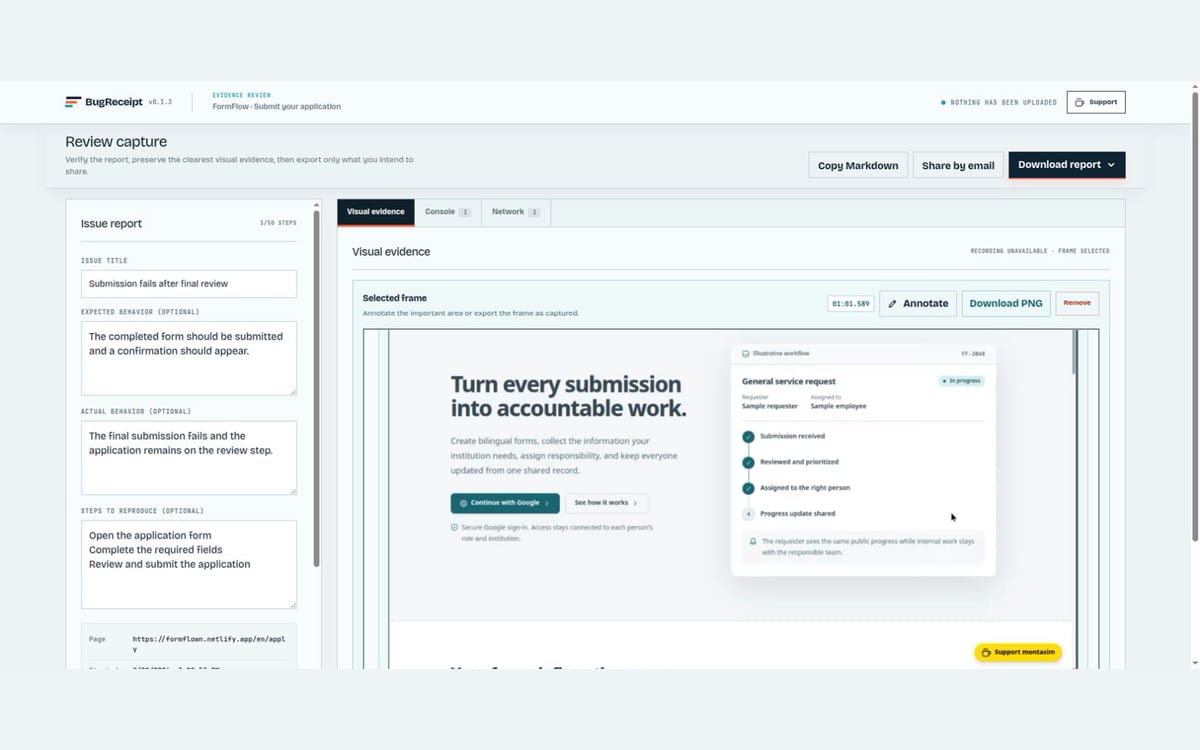 BugReceipt v0.1.3
EVIDENCE REVIEW
FormFlow · Submit your application
NOTHING HAS BEEN UPLOADED
Support
Review capture
Verify the report, preserve the clearest visual evidence, then export only what you intend to
share.
Copy Markdown
Share by email
Download report
Issue report
3/50 STEPS
ISSUE TITLE
Submission fails after final review
EXPECTED BEHAVIOR (OPTIONAL)
The completed form should be submitted
and a confirmation should appear.
ACTUAL BEHAVIOR (OPTIONAL)
The final submission fails and the
application remains on the review step.
STEPS TO REPRODUCE (OPTIONAL)
Open the application form
Complete the required fields
Review and submit the application
Page https://formflown.netlify.app/en/appl
y
Visual evidence
Console 1
Network 1
Visual evidence
RECORDING UNAVAILABLE · FRAME SELECTED
Selected frame
Annotate the important area or export the frame as captured.
01:01.589
Annotate
Download PNG
Remove
Turn every submission
into accountable work.
Create bilingual forms, collect the information your
institution needs, assign responsibility, and keep everyone
updated from one shared record.
Continue with Google
See how it works
Secure Google sign-in. Access stays connected to each person's
role and institution.
Illustrative workflow
FF-2048
General service request
In progress
Requester
Sample requester
Assigned to
Sample employee
Submission received
Reviewed and prioritized
Assigned to the right person
4 Progress update shared
The requester sees the same public progress while internal work stays
with the responsible team.
Support montasim